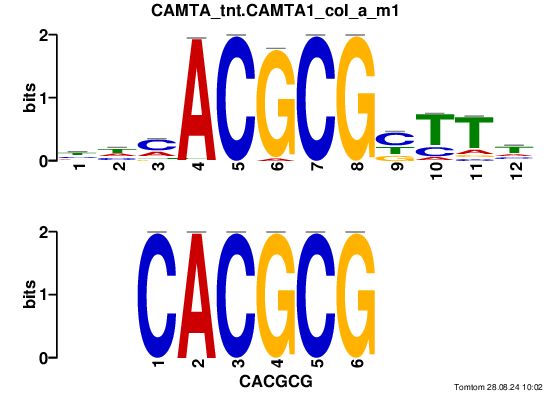 CAMTA_tnt.CAMTA1_col_a_m1
bits
2
1
0
T T C A C G C G C T T T
A A A A T C A A
G G
1 2 3 4 5 6 7 8 9 10 11 12
bits
2
1
0
CACGCG
1 2 3 4 5 6
CACGCG
Tomtom 28.08.24 10:02